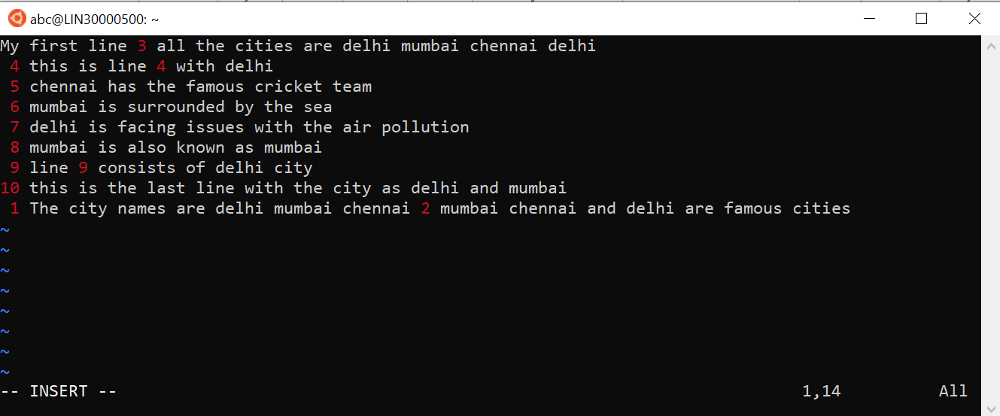 abc@LIN30000500: ~
My first line 3 all the cities are delhi mumbai chennai delhi
4 this is line 4 with delhi
5 chennai has the famous cricket team
6 mumbai is surrounded by the sea
7 delhi is facing issues with the air pollution
8 mumbai is also known as mumbai
9 line 9 consists of delhi city
10 this is the last line with the city as delhi and mumbai
1 The city names are delhi mumbai chennai 2 mumbai chennai and delhi are famous cities
~
~
~
~
~
~
~
~
-- INSERT -- 1,14 All